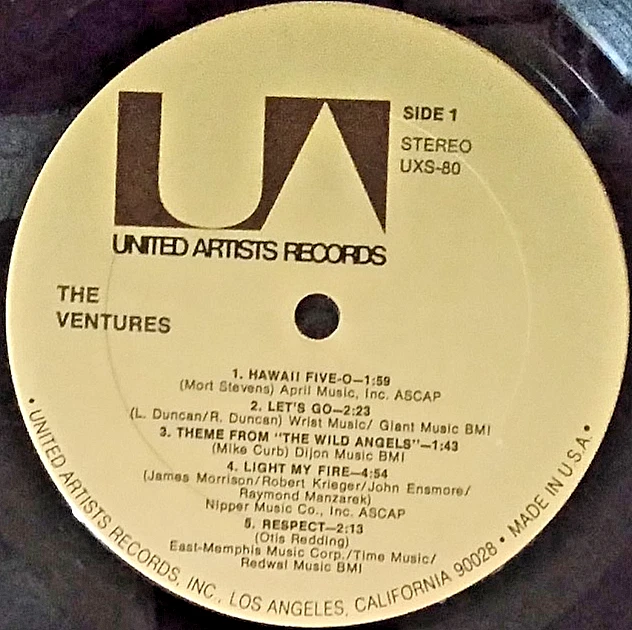 UA
SIDE 1
STEREO
UXS-80
UNITED ARTISTS RECORDS
THE
VENTURES
1. HAWAII FIVE-O—1:59
(Mort Stevens) April Music, Inc. ASCAP
2. LET'S GO—2:23
(L. Duncan/R. Duncan) Wrist Music/ Giant Music BMI
3. THEME FROM "THE WILD ANGELS"—1:43
(Mike Curb) Dijon Music BMI
4. LIGHT MY FIRE—4:54
(James Morrison/Robert Krieger/John Ensmore/
Raymond Manzarek)
Nipper Music Co., Inc. ASCAP
5. RESPECT—2:13
(Otis Redding)
East-Memphis Music Corp./Time Music/
Redwal Music BMI
• UNITED ARTISTS RECORDS, INC., LOS ANGELES, CALIFORNIA 90028 • MADE IN U.S.A. •